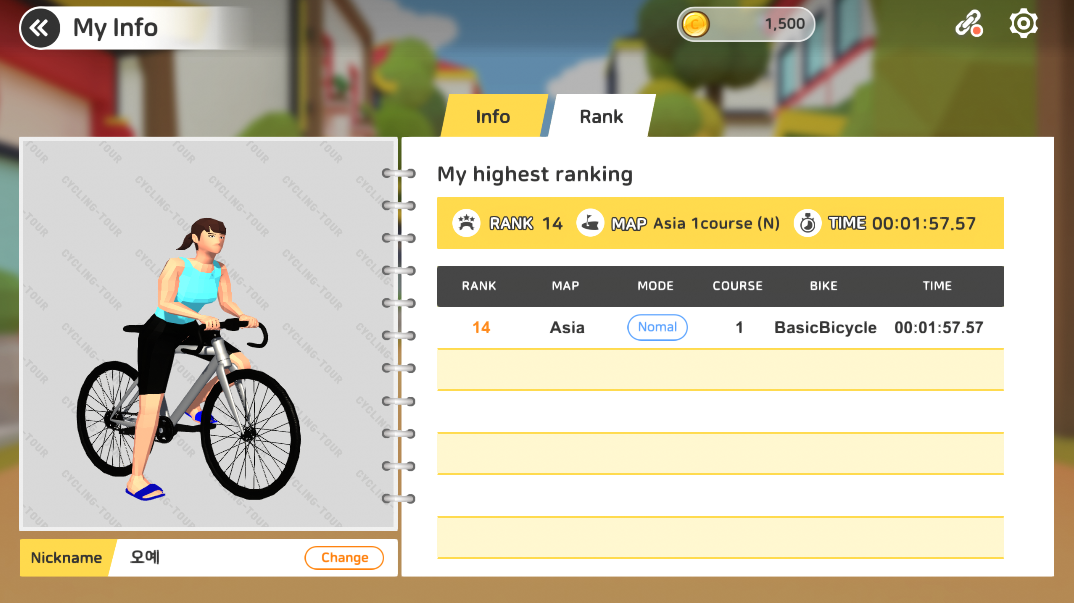 My Info
1,500
Info
Rank
My highest ranking
RANK 14 MAP Asia 1course (N) TIME 00:01:57.57
RANK MAP MODE COURSE BIKE TIME
14 Asia Nomal 1 BasicBicycle 00:01:57.57
CYCLING-TOUR
Nickname 오예 Change